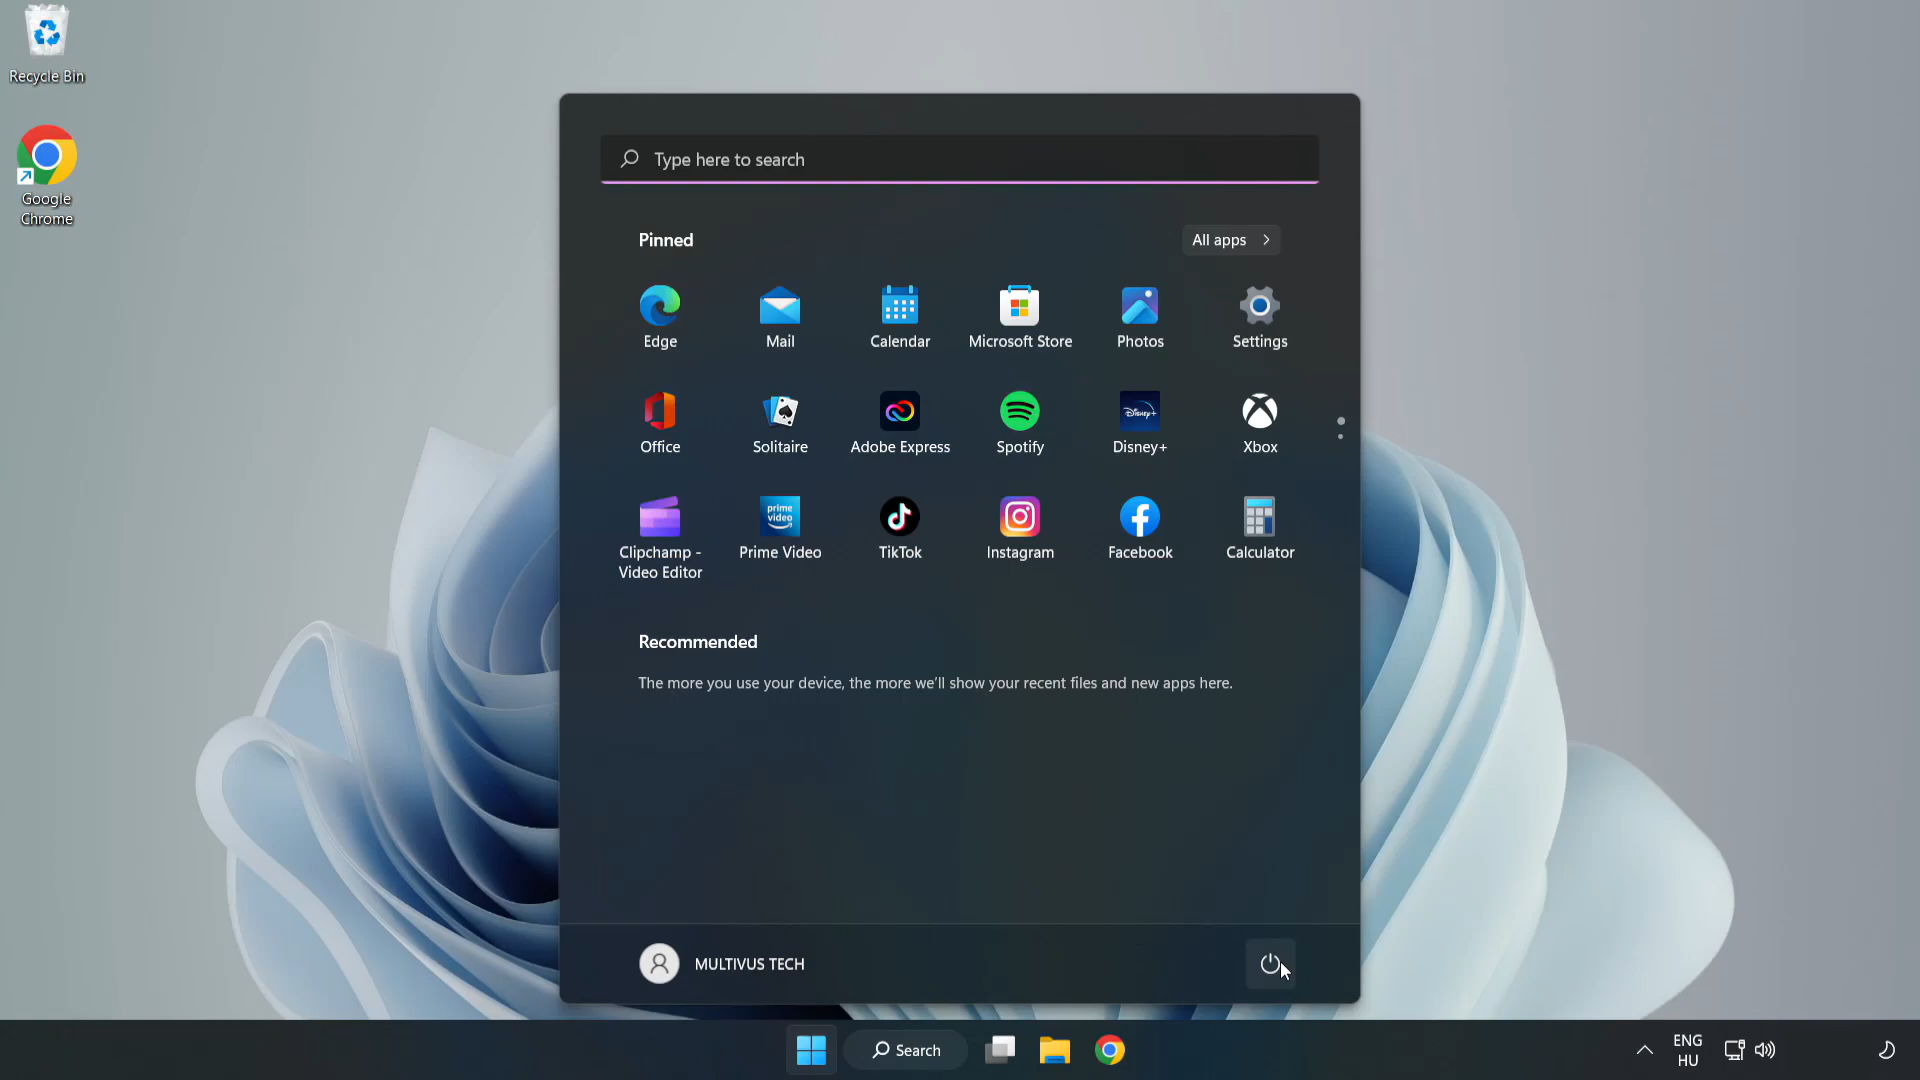 Recycle Bin
Google
Chrome
Type here to search
Pinned
All apps
Edge
Mail
Calendar
Microsoft Store
Photos
Settings
Office
Solitaire
Adobe Express
Spotify
Disney+
Disney+
Xbox
prime
video
Clipchamp -
Video Editor
Prime Video
TikTok
Instagram
Facebook
Calculator
Recommended
The more you use your device, the more we'll show your recent files and new apps here.
MULTIVUS TECH
Search
ENG
HU